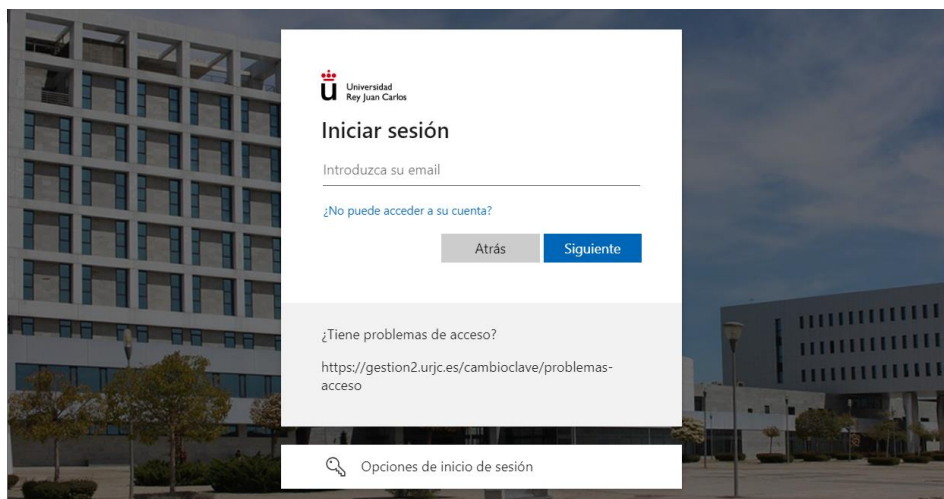 Universidad
Rey Juan Carlos
Iniciar sesión
Introduzca su email
¿No puede acceder a su cuenta?
Atrás Siguiente
¿Tiene problemas de acceso?
https://gestion2.urjc.es/cambioclave/problemas-
acceso
Opciones de inicio de sesión